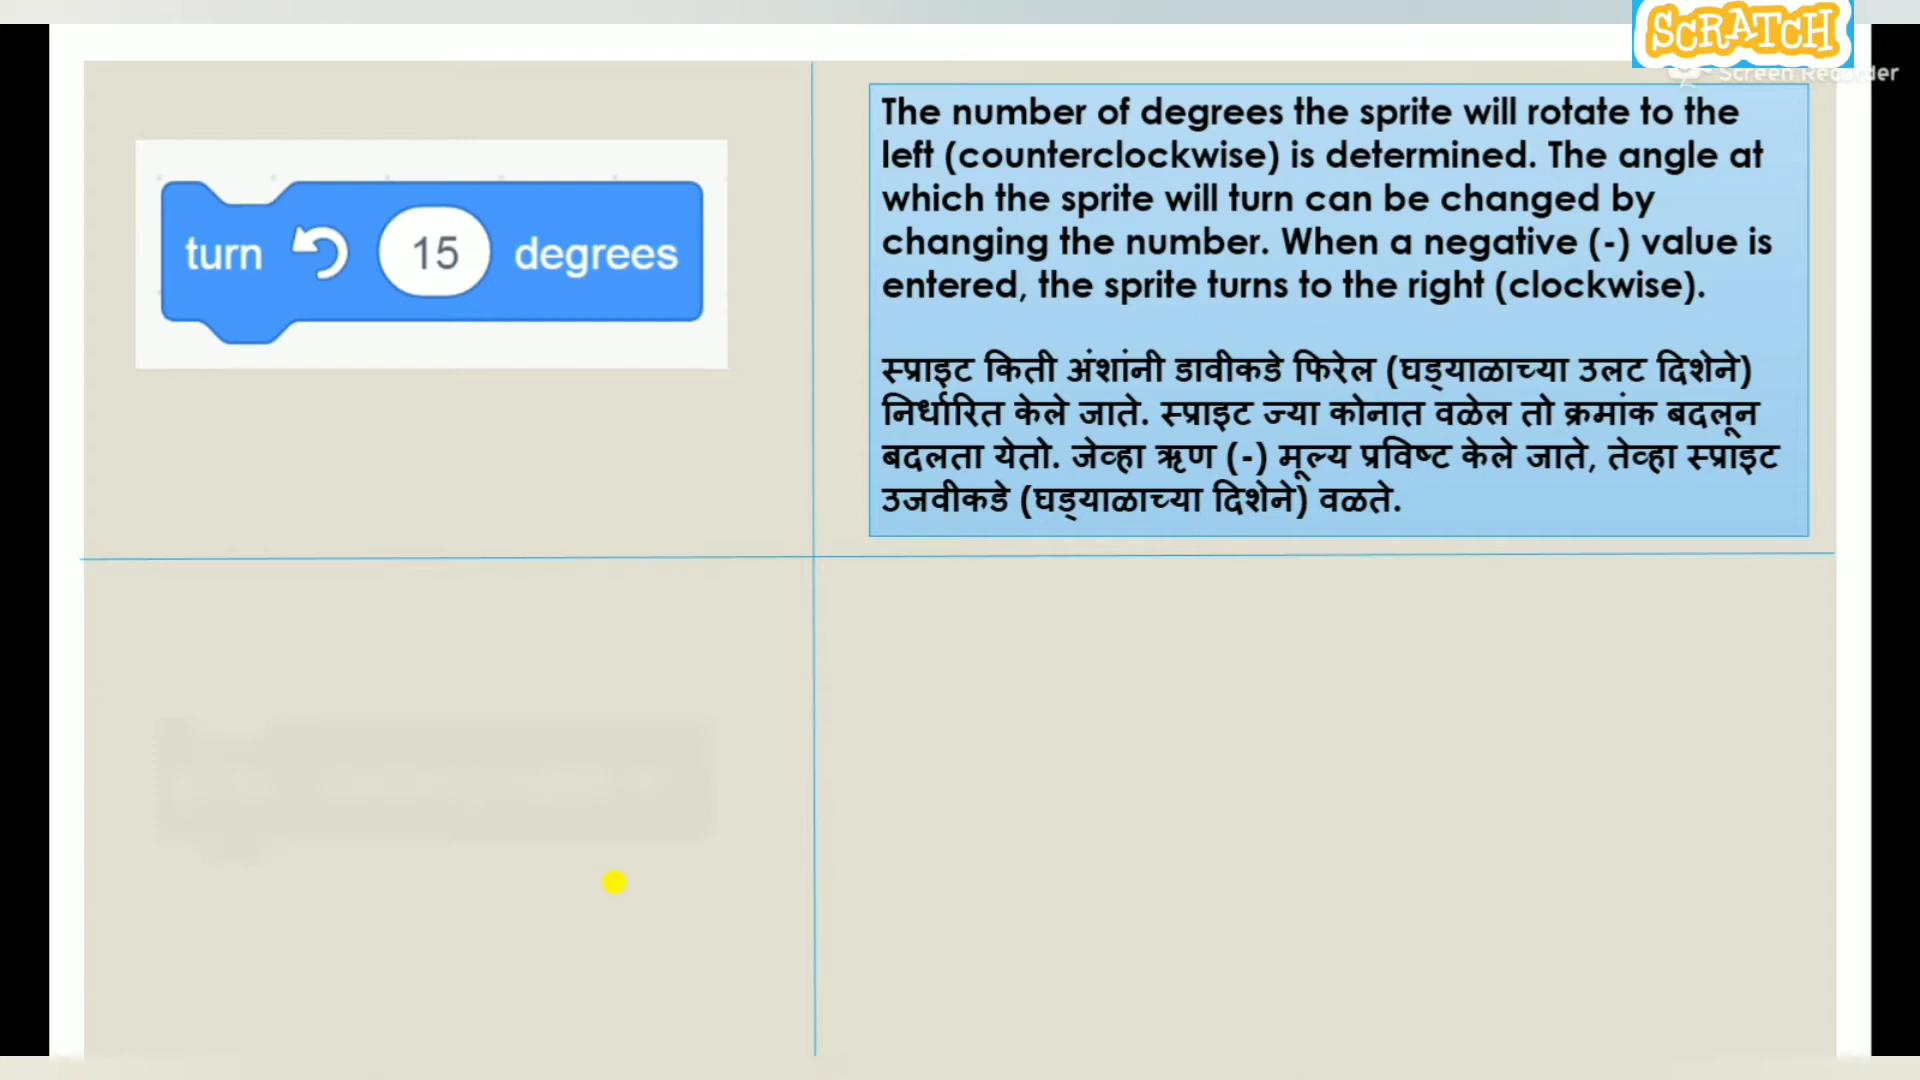 SCRATCH
Screen Recorder
turn 15 degrees
The number of degrees the sprite will rotate to the
left (counterclockwise) is determined. The angle at
which the sprite will turn can be changed by
changing the number. When a negative (-) value is
entered, the sprite turns to the right (clockwise).
स्प्राइट किती अंशांनी डावीकडे फिरेल (घड्याळाच्या उलट दिशेने)
निर्धारित केले जाते. स्प्राइट ज्या कोनात वळेल तो क्रमांक बदलून
बदलता येतो. जेव्हा ऋण (-) मूल्य प्रविष्ट केले जाते, तेव्हा स्प्राइट
उजवीकडे (घड्याळाच्या दिशेने) वळते.